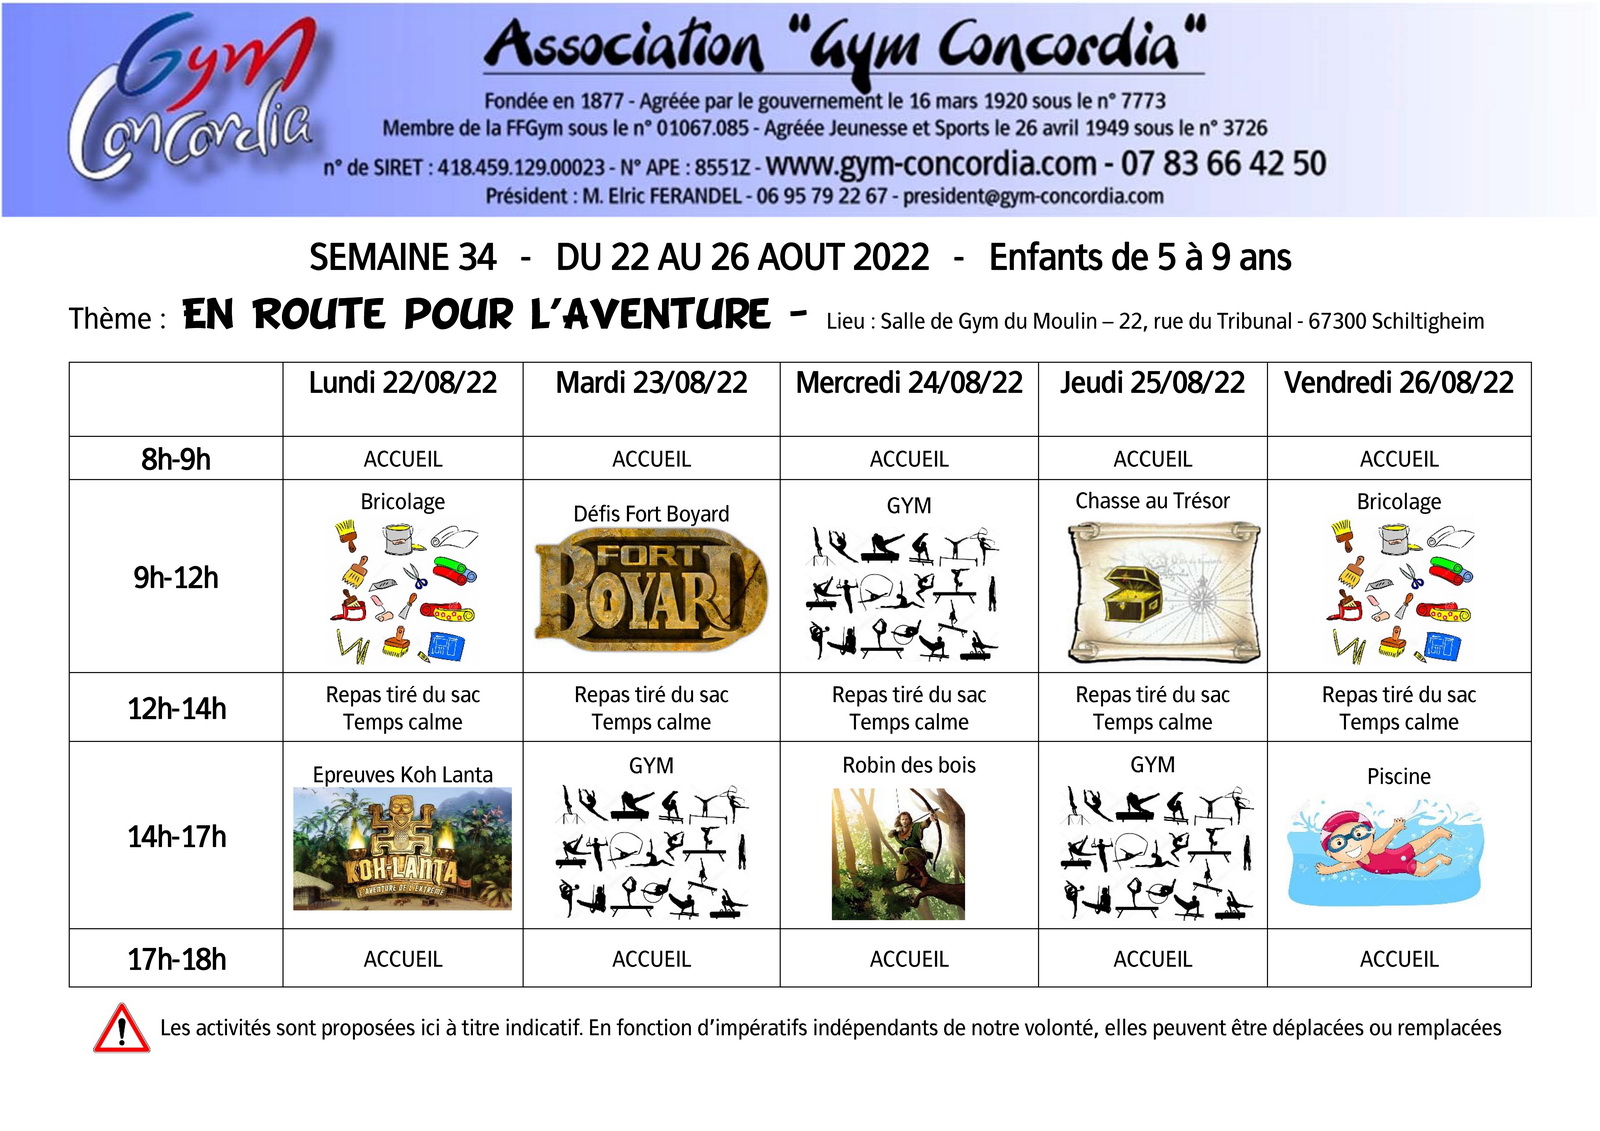 Gym
Concordia
Association "Gym Concordia"
Fondée en 1877 - Agréée par le gouvernement le 16 mars 1920 sous le n° 7773
Membre de la FFGym sous le n° 01067.085 - Agréée Jeunesse et Sports le 26 avril 1949 sous le n° 3726
n° de SIRET : 418.459.129.00023 - N° APE : 8551Z - www.gym-concordia.com - 07 83 66 42 50
Président : M. Elric FERANDEL - 06 95 79 22 67 - president@gym-concordia.com
SEMAINE 34 - DU 22 AU 26 AOUT 2022 - Enfants de 5 à 9 ans
Thème : EN ROUTE POUR L'AVENTURE - Lieu : Salle de Gym du Moulin – 22, rue du Tribunal - 67300 Schiltigheim
Lundi 22/08/22 Mardi 23/08/22 Mercredi 24/08/22 Jeudi 25/08/22 Vendredi 26/08/22
8h-9h ACCUEIL ACCUEIL ACCUEIL ACCUEIL ACCUEIL
9h-12h
Bricolage
Défis Fort Boyard
FORT
BOYARD
GYM
Chasse au Trésor
Bricolage
12h-14h
Repas tiré du sac Repas tiré du sac Repas tiré du sac Repas tiré du sac Repas tiré du sac
Temps calme Temps calme Temps calme Temps calme Temps calme
14h-17h
Epreuves Koh Lanta
KOH-LANTA
L'AVENTURE DE L'EXTRÊME
GYM
Robin des bois
GYM
Piscine
17h-18h ACCUEIL ACCUEIL ACCUEIL ACCUEIL ACCUEIL
Les activités sont proposées ici à titre indicatif. En fonction d'impératifs indépendants de notre volonté, elles peuvent être déplacées ou remplacées